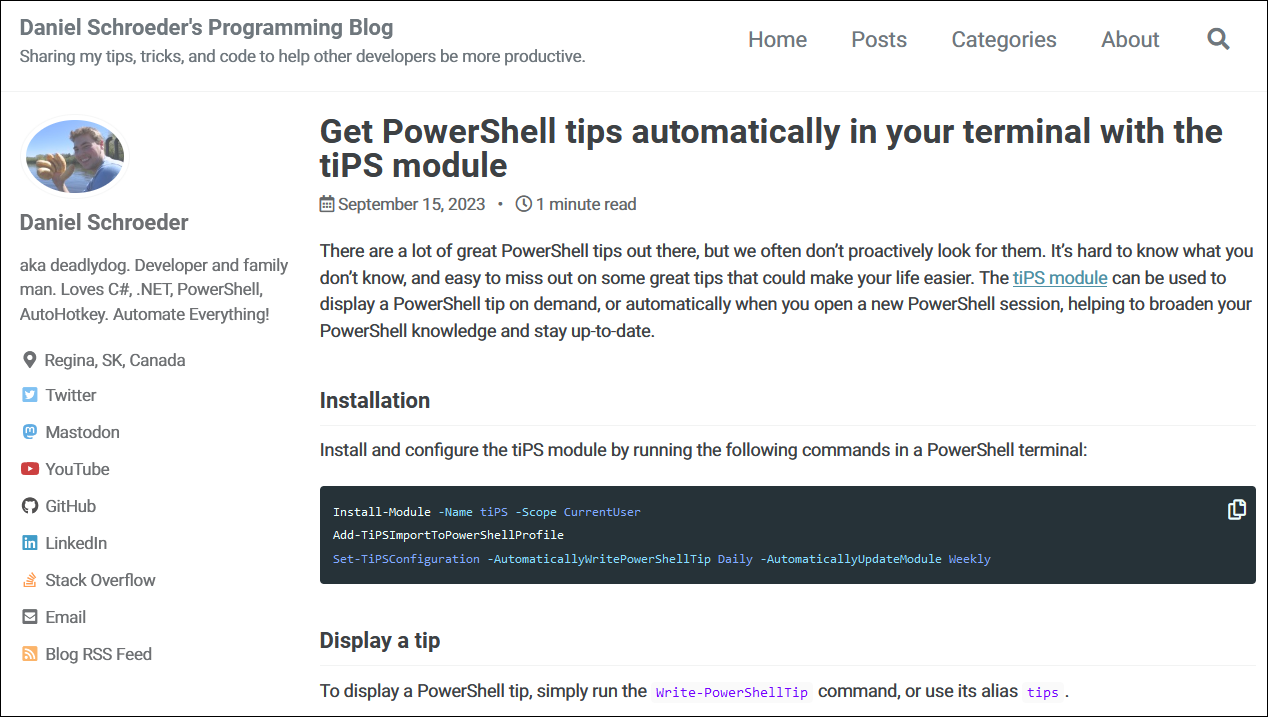 Daniel Schroeder's Programming Blog
Sharing my tips, tricks, and code to help other developers be more productive.
Home Posts Categories About
Daniel Schroeder
aka deadlydog. Developer and family
man. Loves C#, .NET, PowerShell,
AutoHotkey. Automate Everything!
Regina, SK, Canada
Twitter
Mastodon
YouTube
GitHub
LinkedIn
Stack Overflow
Email
Blog RSS Feed
Get PowerShell tips automatically in your terminal with the
tiPS module
September 15, 2023 • 1 minute read
There are a lot of great PowerShell tips out there, but we often don’t proactively look for them. It’s hard to know what you
don’t know, and easy to miss out on some great tips that could make your life easier. The tiPS module can be used to
display a PowerShell tip on demand, or automatically when you open a new PowerShell session, helping to broaden your
PowerShell knowledge and stay up-to-date.
Installation
Install and configure the tiPS module by running the following commands in a PowerShell terminal:
Install-Module -Name tiPS -Scope CurrentUser
Add-TiPSImportToPowerShellProfile
Set-TiPSConfiguration -AutomaticallyWritePowerShellTip Daily -AutomaticallyUpdateModule Weekly
Display a tip
To display a PowerShell tip, simply run the Write-PowerShellTip command, or use its alias tips .